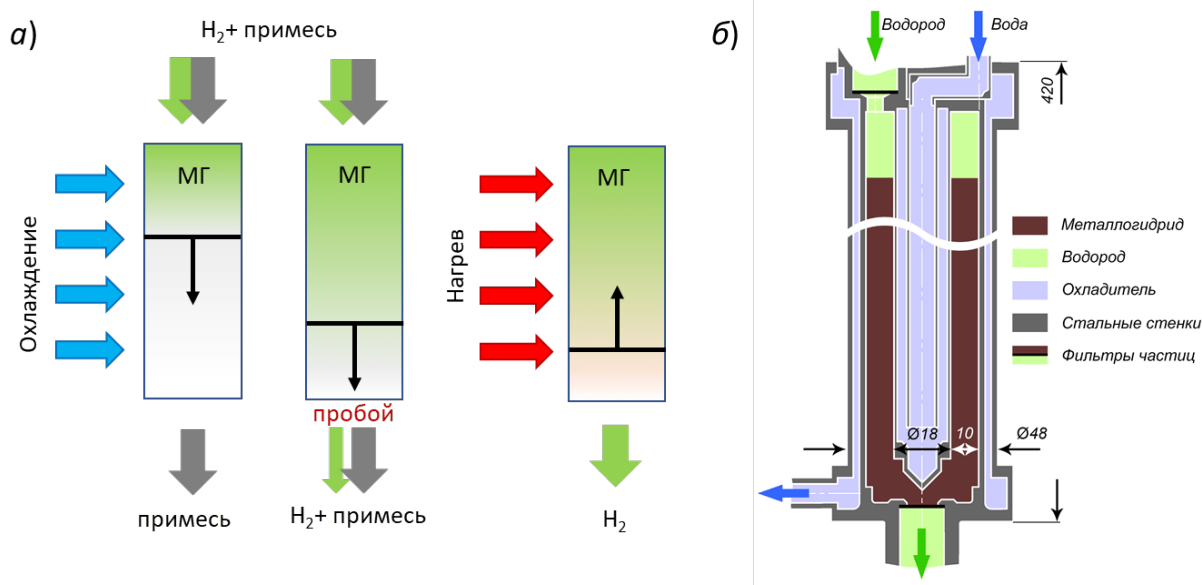 а)
H₂+ примесь
Охлаждение
МГ
МГ
Нагрев
МГ
пробой
примесь
H₂+ примесь
H₂
б)
Водород
Вода
420
Металлогидрид
Водород
Охладитель
Стальные стенки
Фильтры частиц
Ø18
10
Ø48